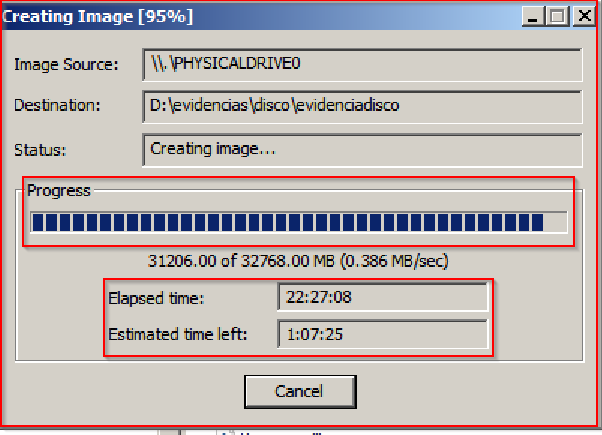 Creating Image [95%]
Image Source: \\.\PHYSICALDRIVE0
Destination: D:\evidencias\disco\evidenciadisco
Status: Creating image...
Progress
31206.00 of 32768.00 MB (0.386 MB/sec)
Elapsed time: 22:27:08
Estimated time left: 1:07:25
Cancel